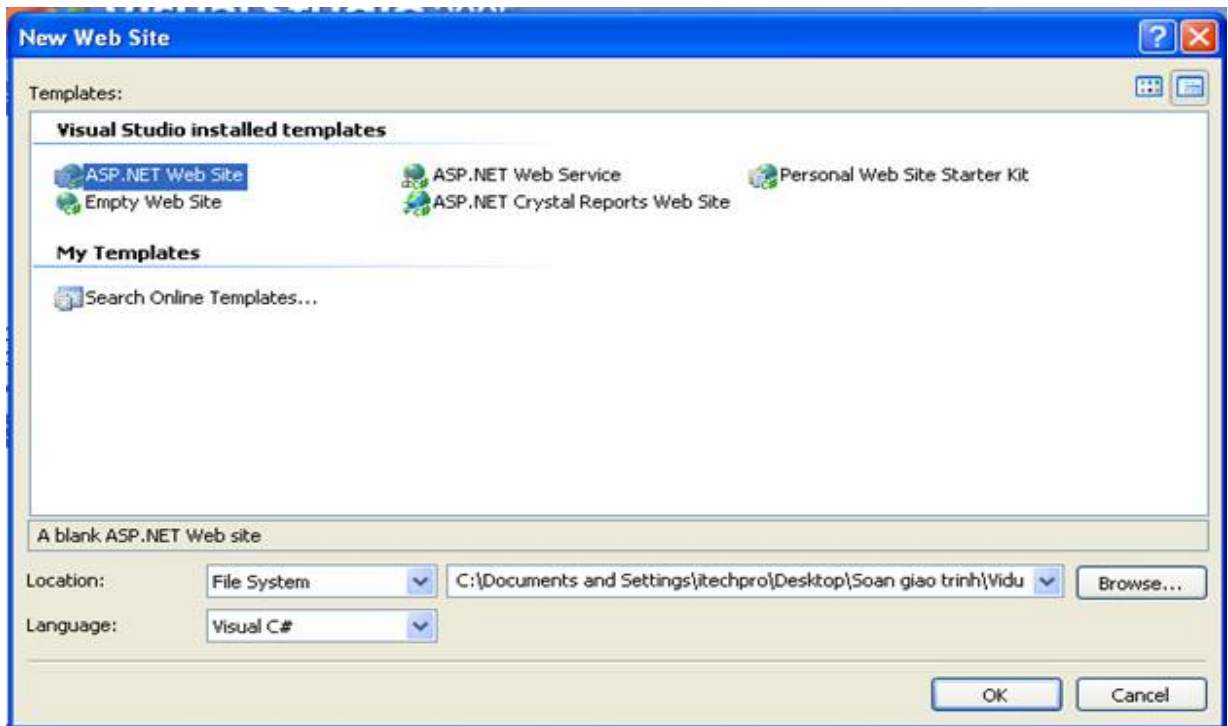 New Web Site
Templates:
Visual Studio installed templates
ASP.NET Web Site ASP.NET Web Service Personal Web Site Starter Kit
Empty Web Site ASP.NET Crystal Reports Web Site
My Templates
Search Online Templates...
A blank ASP.NET Web site
Location: File System C:\Documents and Settings\itechpro\Desktop\Soan giao trinh\Vidu Browse...
Language: Visual C#
OK Cancel